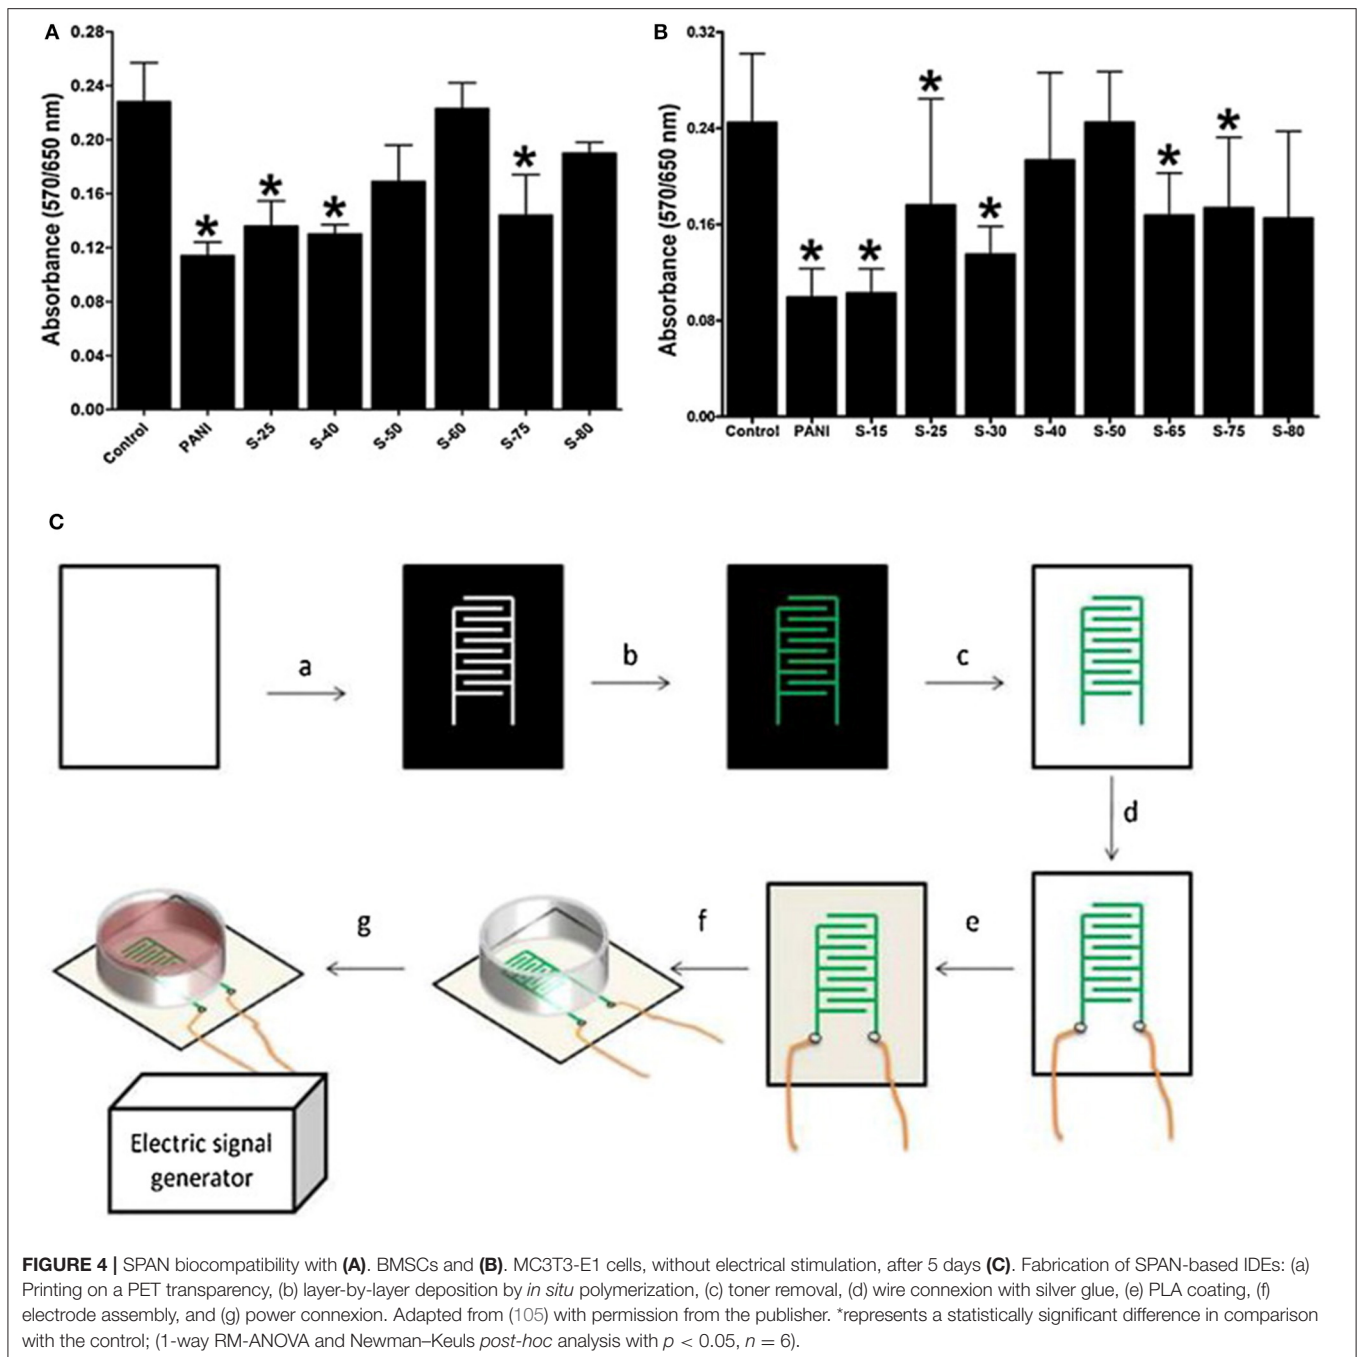 A
0.28
0.24
0.20
0.16
0.12
0.08
0.04
0.00
Absorbance (570/650 nm)
*
*
*
*
Control
PANI
S-25
S-40
S-50
S-60
S-75
S-80
B
0.32
0.24
0.16
0.08
0.00
Absorbance (570/650 nm)
*
*
*
*
*
*
Control PANI S-15 S-25 S-30 S-40 S-50 S-65 S-75 S-80
C
a
b
c
d
e
f
g
Electric signal
generator
FIGURE 4 | SPAN biocompatibility with (A). BMSCs and (B). MC3T3-E1 cells, without electrical stimulation, after 5 days (C). Fabrication of SPAN-based IDEs: (a)
Printing on a PET transparency, (b) layer-by-layer deposition by in situ polymerization, (c) toner removal, (d) wire connexion with silver glue, (e) PLA coating, (f)
electrode assembly, and (g) power connexion. Adapted from (105) with permission from the publisher. *represents a statistically significant difference in comparison
with the control; (1-way RM-ANOVA and Newman–Keuls post-hoc analysis with p < 0.05, n = 6).